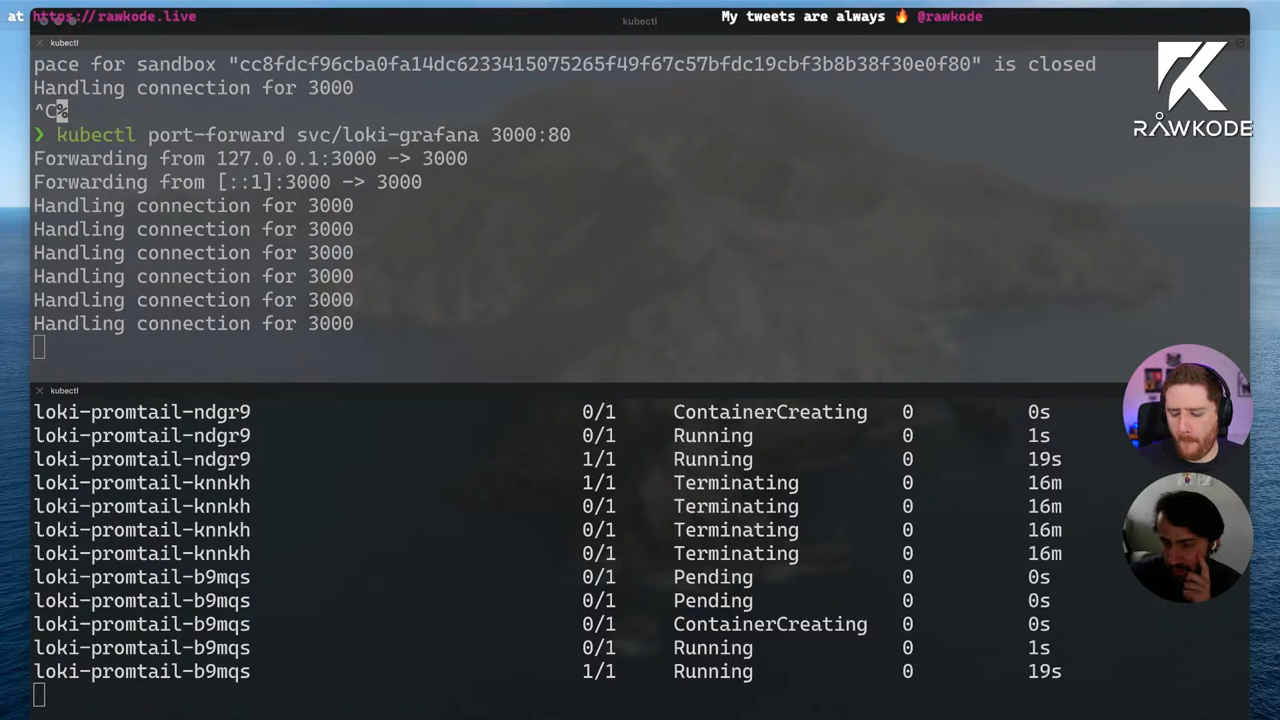 at https://rawkode.live
kubectl
My tweets are always 🔥 @rawkode
kubectl
pace for sandbox "cc8fdcf96cba0fa14dc6233415075265f49f67c57bfdc19cbf3b8b38f30e0f80" is closed
Handling connection for 3000
^C%
❯ kubectl port-forward svc/loki-grafana 3000:80
Forwarding from 127.0.0.1:3000 -> 3000
Forwarding from [::1]:3000 -> 3000
Handling connection for 3000
Handling connection for 3000
Handling connection for 3000
Handling connection for 3000
Handling connection for 3000
Handling connection for 3000
RAWKODE
kubectl
loki-promtail-ndgr9 0/1 ContainerCreating 0 0s
loki-promtail-ndgr9 0/1 Running 0 1s
loki-promtail-ndgr9 1/1 Running 0 19s
loki-promtail-knnkh 1/1 Terminating 0 16m
loki-promtail-knnkh 0/1 Terminating 0 16m
loki-promtail-knnkh 0/1 Terminating 0 16m
loki-promtail-knnkh 0/1 Terminating 0 16m
loki-promtail-b9mqs 0/1 Pending 0 0s
loki-promtail-b9mqs 0/1 Pending 0 0s
loki-promtail-b9mqs 0/1 ContainerCreating 0 0s
loki-promtail-b9mqs 0/1 Running 0 1s
loki-promtail-b9mqs 1/1 Running 0 19s